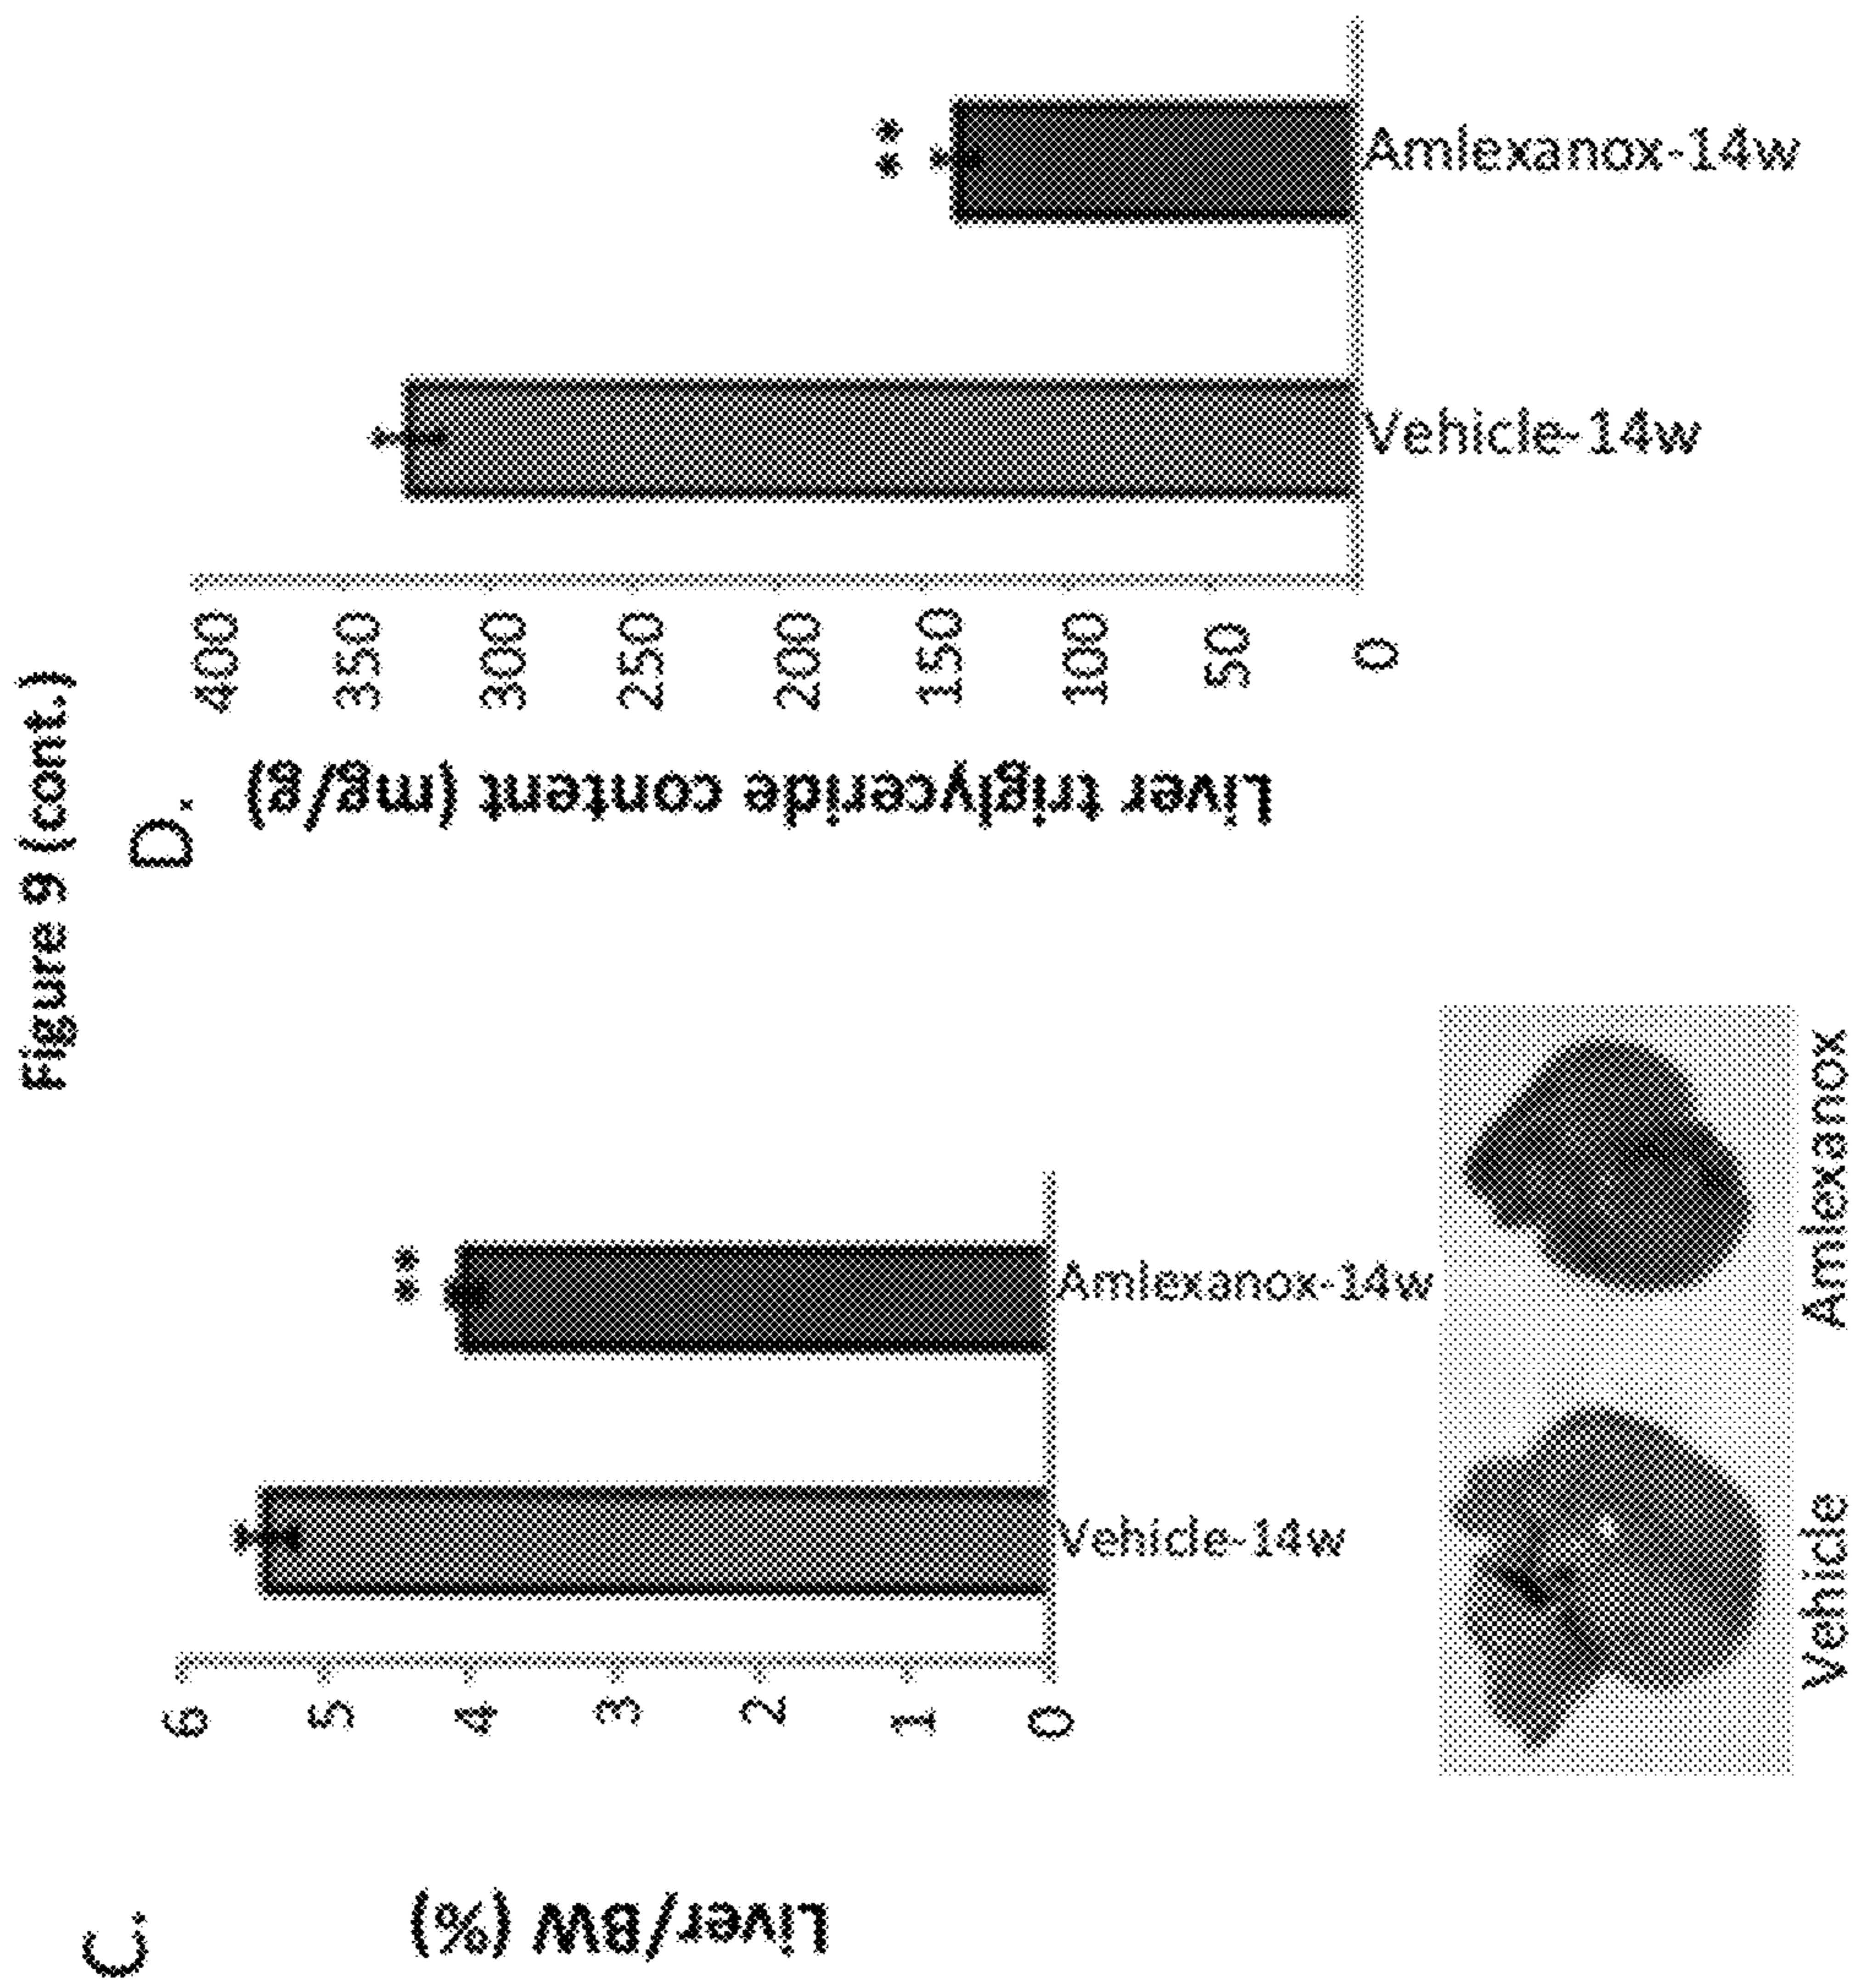 Figure 9 (cont.)
C.
Liver/BW (%)
6
5
4
3
2
1
0
Vehicle-14w
Amlexanox-14w
**
Vehicle
Amlexanox
D.
Liver triglyceride content (mg/g)
400
350
300
250
200
150
100
50
0
Vehicle-14w
Amlexanox-14w
**